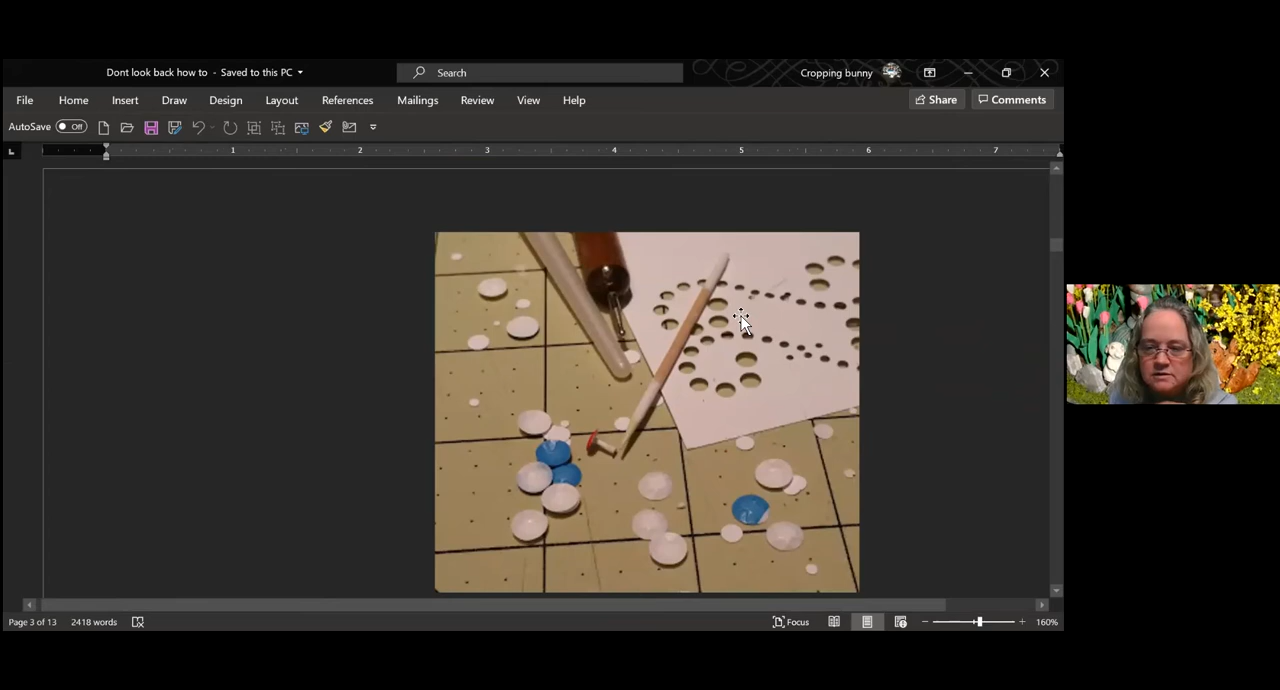 Dont look back how to - Saved to this PC
Search
Cropping bunny
File Home Insert Draw Design Layout References Mailings Review View Help
Share Comments
AutoSave Off
1 2 3 4 5 6 7
Page 3 of 13 2418 words
Focus
160%